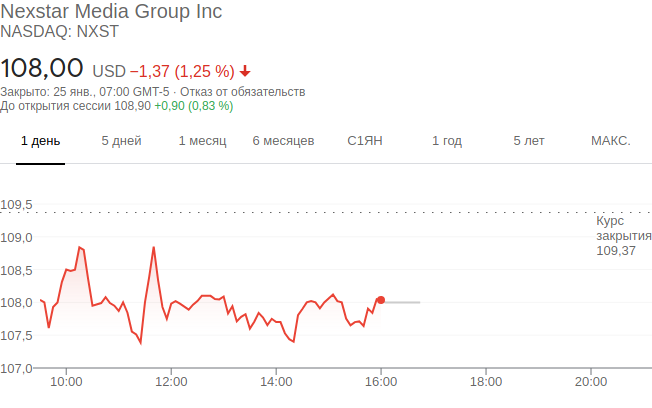 Nexstar Media Group Inc
NASDAQ: NXST
108,00 USD −1,37 (1,25 %)
Закрыто: 25 янв., 07:00 GMT-5 · Отказ от обязательств
До открытия сессии 108,90 +0,90 (0,83 %)
1 день 5 дней 1 месяц 6 месяцев С1ЯН 1 год 5 лет МАКС.
109,5
Курс
закрытия
109,37
109,0
108,5
108,0
107,5
107,0
10:00 12:00 14:00 16:00 18:00 20:00